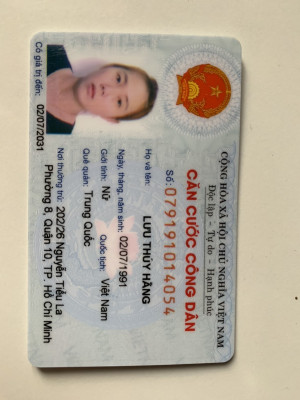 CỘNG HÒA XÃ HỘI CHỦ NGHĨA VIỆT NAM
Độc lập - Tự do - Hạnh phúc
CĂN CƯỚC CÔNG DÂN
Số: 079191014054
Họ và tên:
LƯU THÚY HẰNG
Ngày, tháng, năm sinh: 02/07/1991
Giới tính: Nữ Quốc tịch: Việt Nam
Quê quán: Trung Quốc
Nơi thường trú: 202/26 Nguyễn Tiểu La
Phường 8, Quận 10, TP. Hồ Chí Minh
Có giá trị đến: 02/07/2031